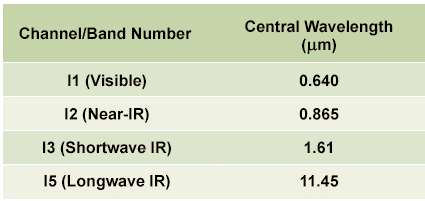 Channel/Band Number Central Wavelength
(μm)
I1 (Visible) 0.640
I2 (Near-IR) 0.865
I3 (Shortwave IR) 1.61
I5 (Longwave IR) 11.45